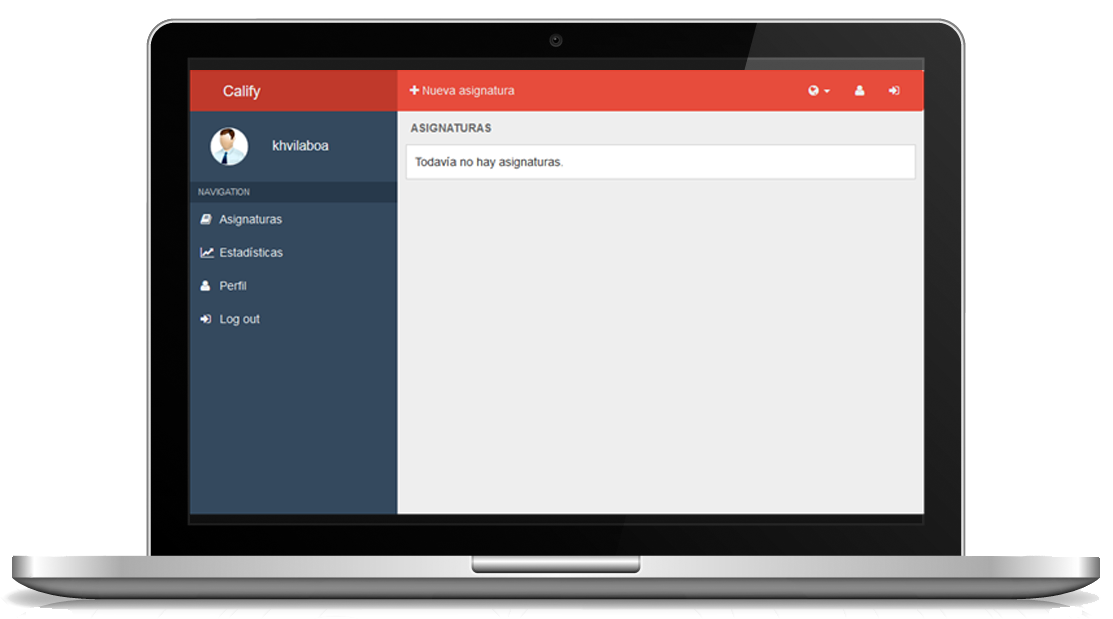 Calify
Nueva asignatura
khvilaboa
NAVIGATION
Asignaturas
Estadísticas
Perfil
Log out
ASIGNATURAS
Todavía no hay asignaturas.